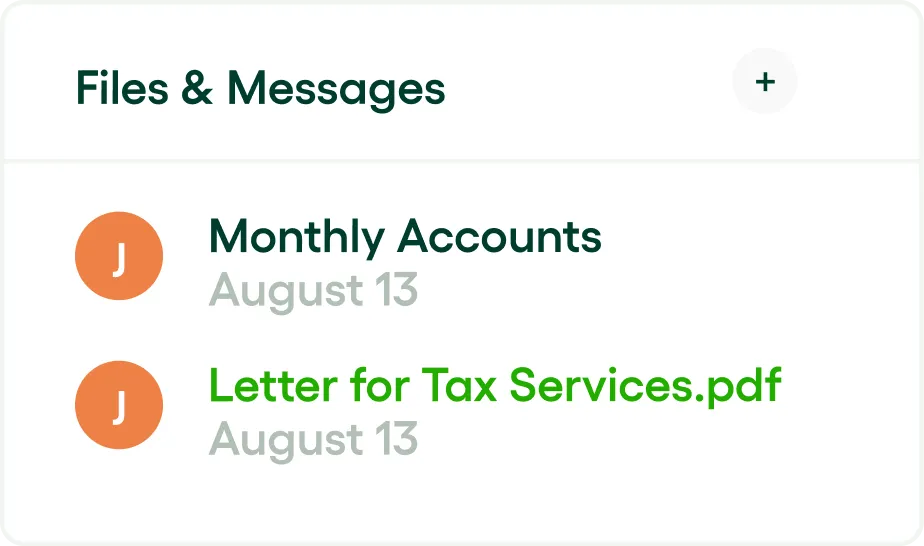 Files & Messages
+
J
Monthly Accounts
August 13
J
Letter for Tax Services.pdf
August 13